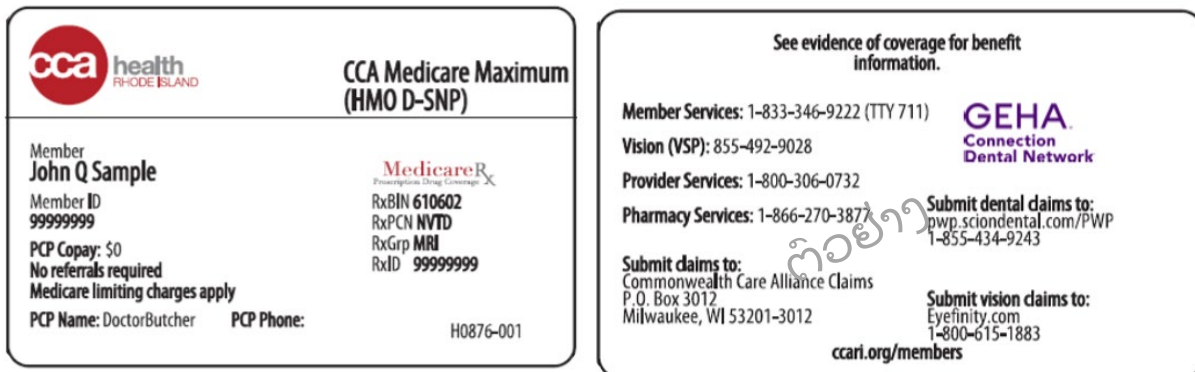 cca health
RHODE ISLAND
CCA Medicare Maximum
(HMO D-SNP)
Member
John Q Sample
Member ID
99999999
PCP Copay: $0
No referrals required
Medicare limiting charges apply
PCP Name: DoctorButcher PCP Phone:
MedicareRx
Prescription Drug Coverage
RxBIN 610602
RxPCN NVTD
RxGrp MRI
RxID 99999999
H0876-001
See evidence of coverage for benefit
information.
Member Services: 1-833-346-9222 (TTY 711)
Vision (VSP): 855-492-9028
Provider Services: 1-800-306-0732
Pharmacy Services: 1-866-270-3877
Submit claims to:
Commonwealth Care Alliance Claims
P.O. Box 3012
Milwaukee, WI 53201-3012
GEHA
Connection
Dental Network
Submit dental claims to:
pwp.sciondental.com/PWP
1-855-434-9243
Submit vision claims to:
Eyefinity.com
1-800-615-1883
ccari.org/members
ຕົວຢ່າງ